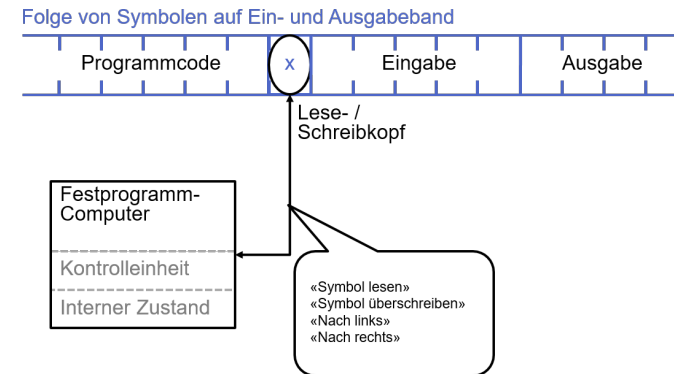 Folge von Symbolen auf Ein- und Ausgabeband
Programmcode
x
Eingabe
Ausgabe
Lese- /
Schreibkopf
Festprogramm-
Computer
Kontrolleinheit
Interner Zustand
«Symbol lesen»
«Symbol überschreiben»
«Nach links»
«Nach rechts»